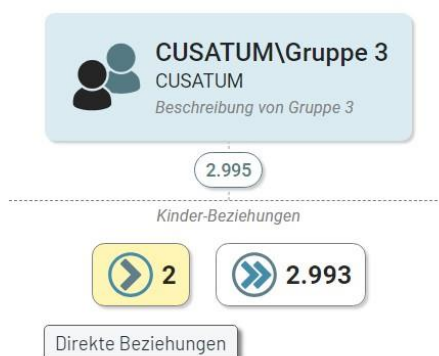 CUSATUM\Gruppe 3
CUSATUM
Beschreibung von Gruppe 3
2.995
Kinder-Beziehungen
2 2.993
Direkte Beziehungen